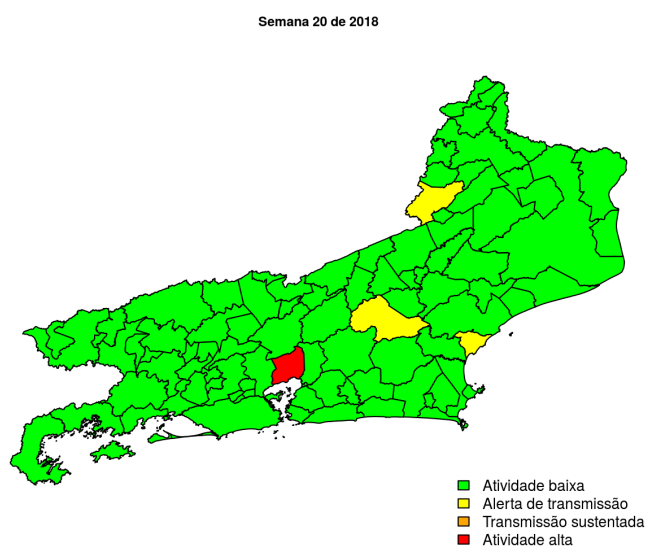 Semana 20 de 2018
Atividade baixa
Alerta de transmissão
Transmissão sustentada
Atividade alta